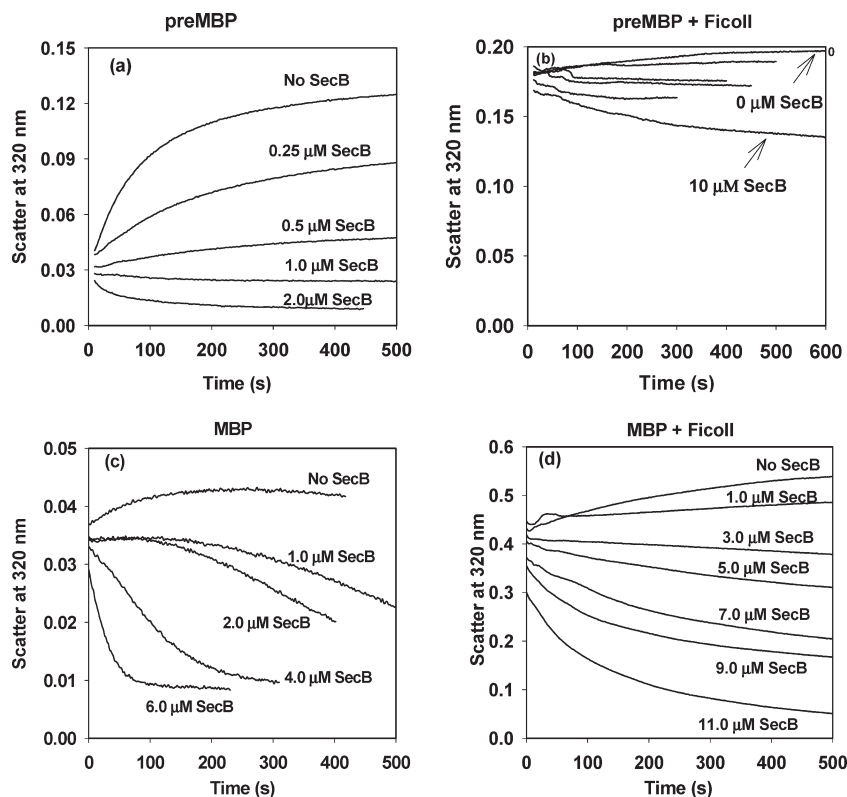 preMBP
(a)
Scatter at 320 nm
0.15
0.12
0.09
0.06
0.03
0.00
No SecB
0.25 µM SecB
0.5 µM SecB
1.0 µM SecB
2.0µM SecB
0 100 200 300 400 500
Time (s)
preMBP + Ficoll
(b)
Scatter at 320 nm
0.20
0.15
0.10
0.05
0.00
0
0 µM SecB
10 µM SecB
0 100 200 300 400 500 600
Time (s)
MBP
(c)
Scatter at 320 nm
0.05
0.04
0.03
0.02
0.01
0.00
No SecB
1.0 µM SecB
2.0 µM SecB
4.0 µM SecB
6.0 µM SecB
0 100 200 300 400 500
Time (s)
MBP + Ficoll
(d)
Scatter at 320 nm
0.6
0.5
0.4
0.3
0.2
0.1
0.0
No SecB
1.0 µM SecB
3.0 µM SecB
5.0 µM SecB
7.0 µM SecB
9.0 µM SecB
11.0 µM SecB
0 100 200 300 400 500
Time (s)